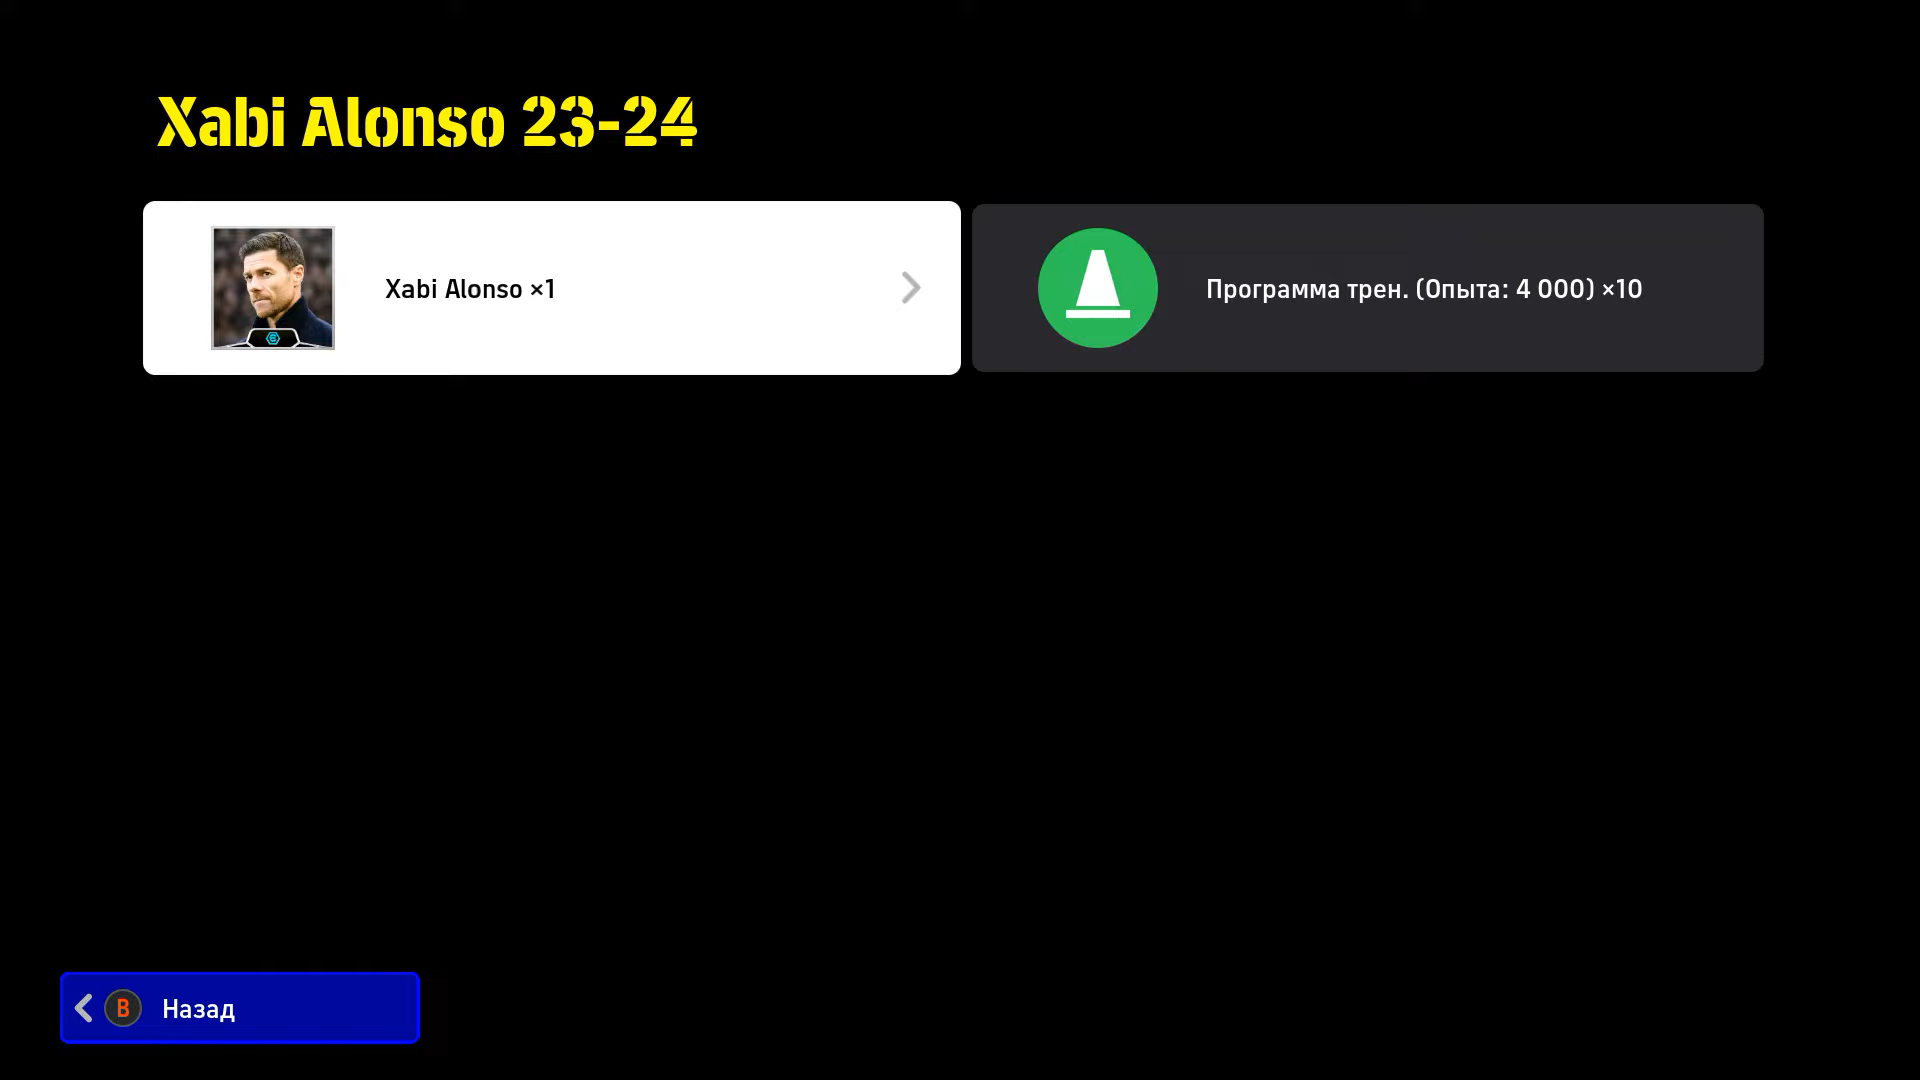 Xabi Alonso 23-24
Xabi Alonso ×1
Программа трен. (Опыта: 4 000) ×10
B Назад